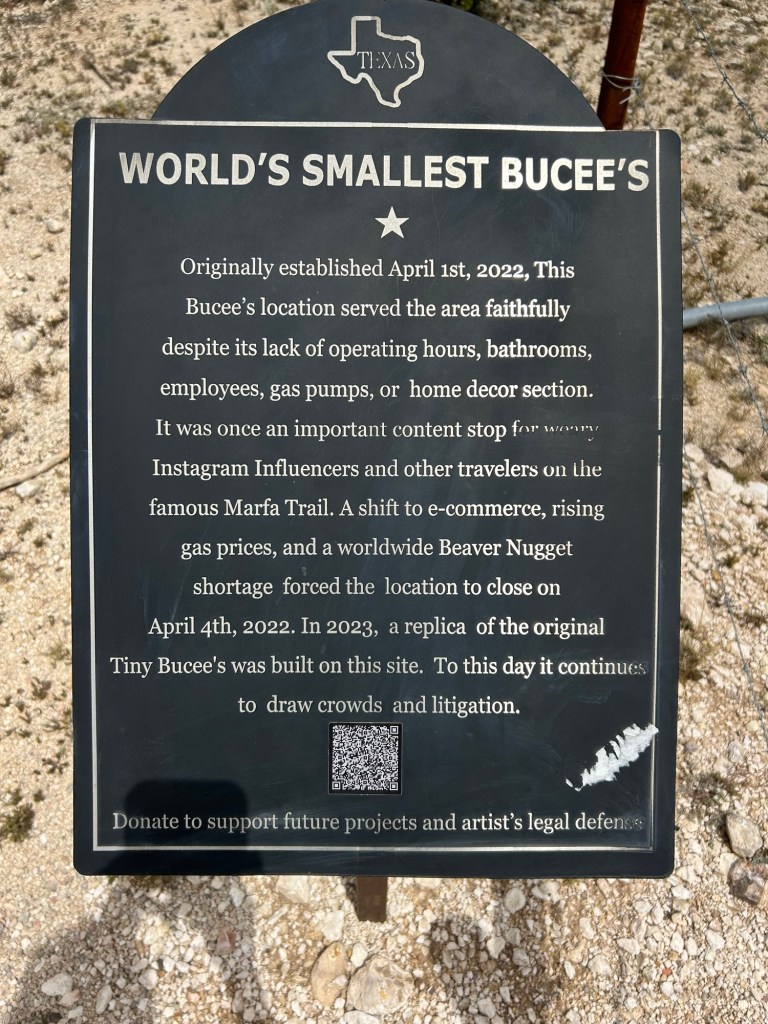 TEXAS
WORLD'S SMALLEST BUCEE'S
Originally established April 1st, 2022, This
Bucee's location served the area faithfully
despite its lack of operating hours, bathrooms,
employees, gas pumps, or home decor section.
It was once an important content stop for weary
Instagram Influencers and other travelers on the
famous Marfa Trail. A shift to e-commerce, rising
gas prices, and a worldwide Beaver Nugget
shortage forced the location to close on
April 4th, 2022. In 2023, a replica of the original
Tiny Bucee's was built on this site. To this day it continues
to draw crowds and litigation.
Donate to support future projects and artist's legal defense